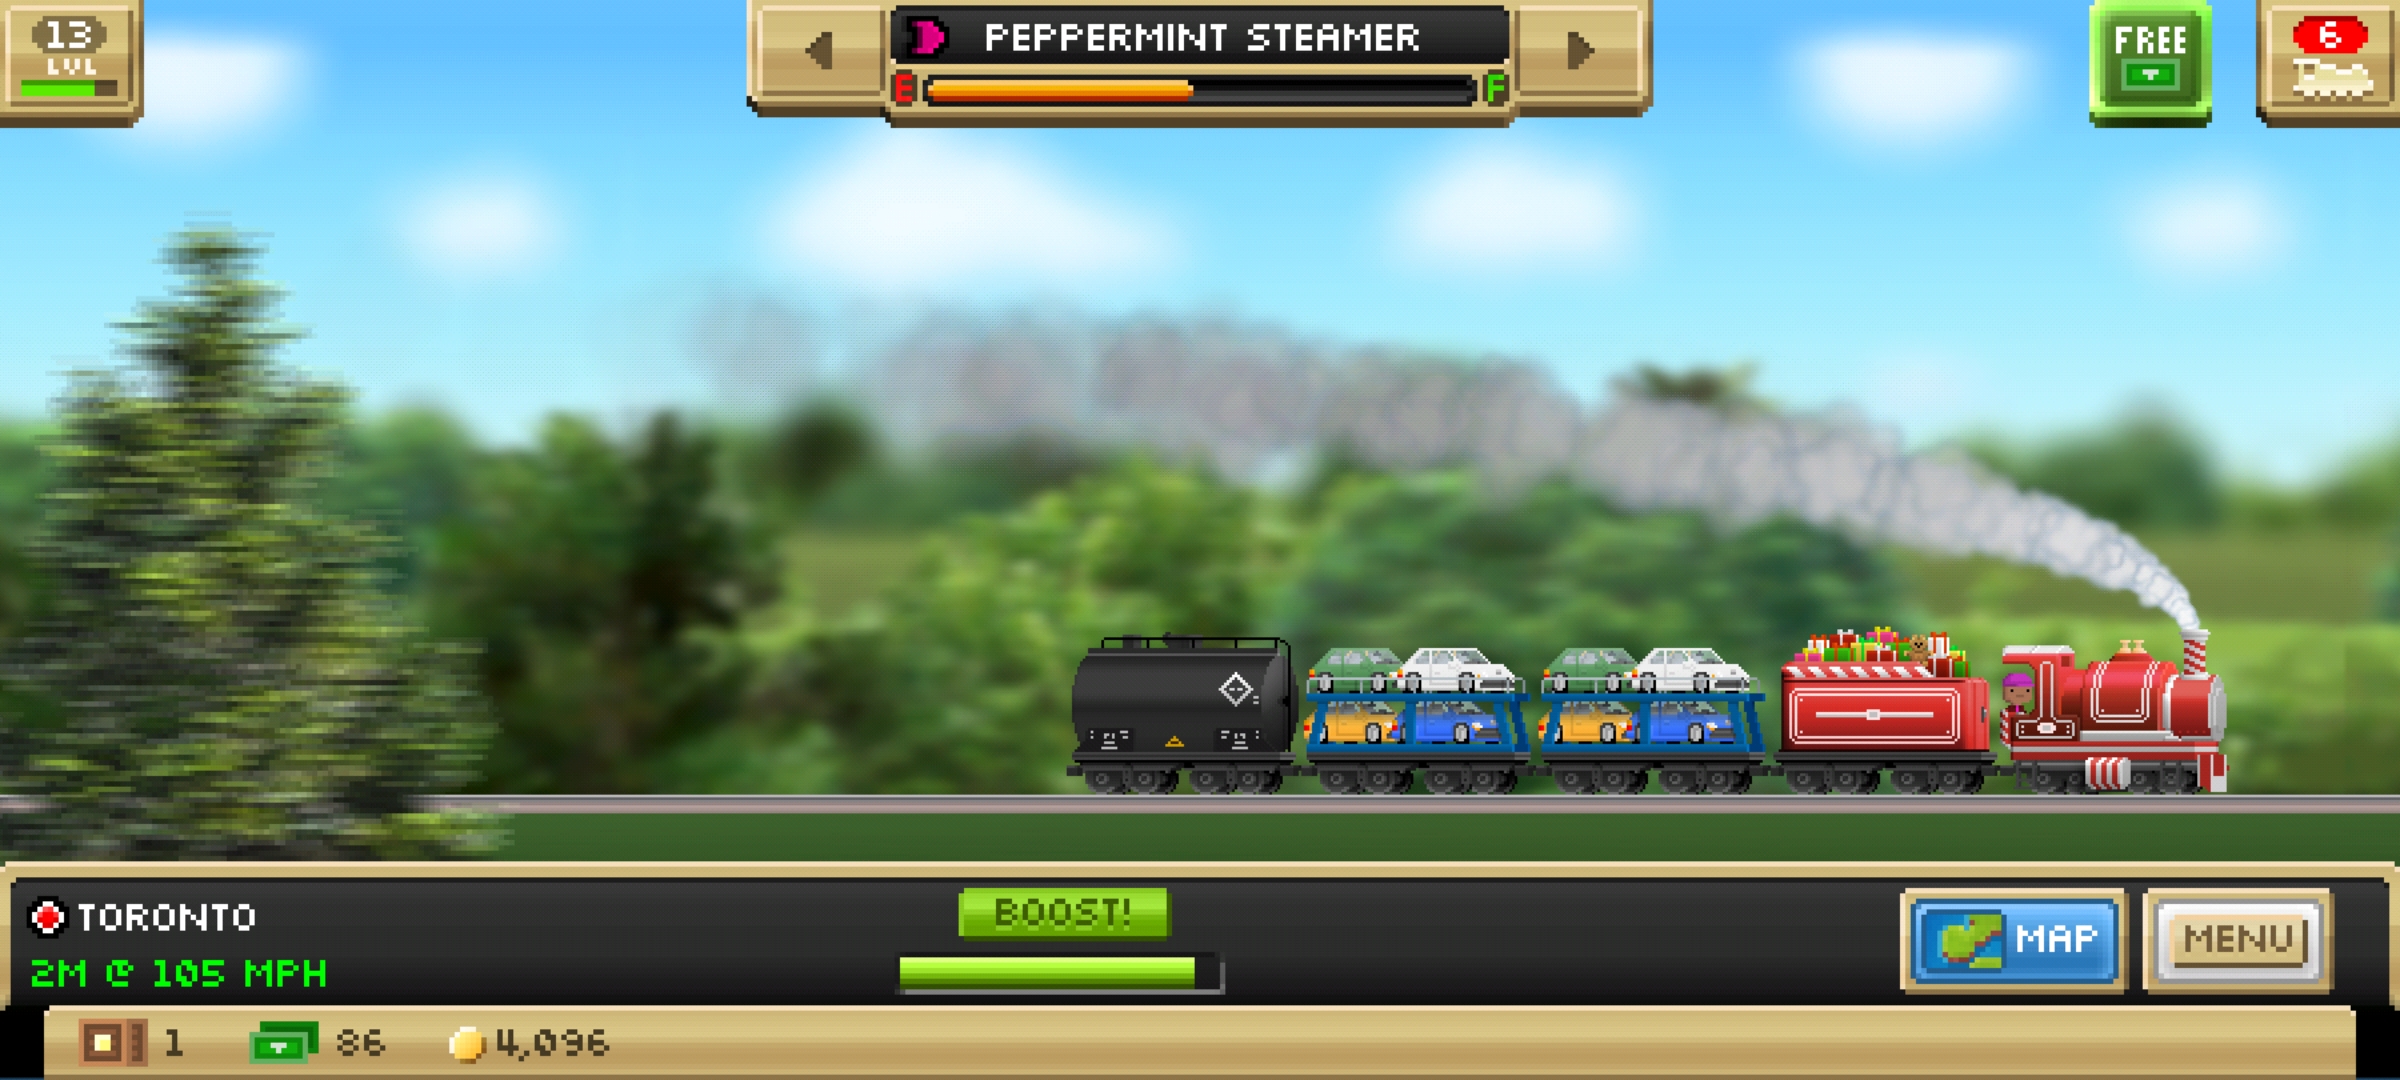 13
LVL
PEPPERMINT STEAMER
E F
FREE
6
TORONTO
2M @ 105 MPH
BOOST!
MAP
MENU
1
86
4,096